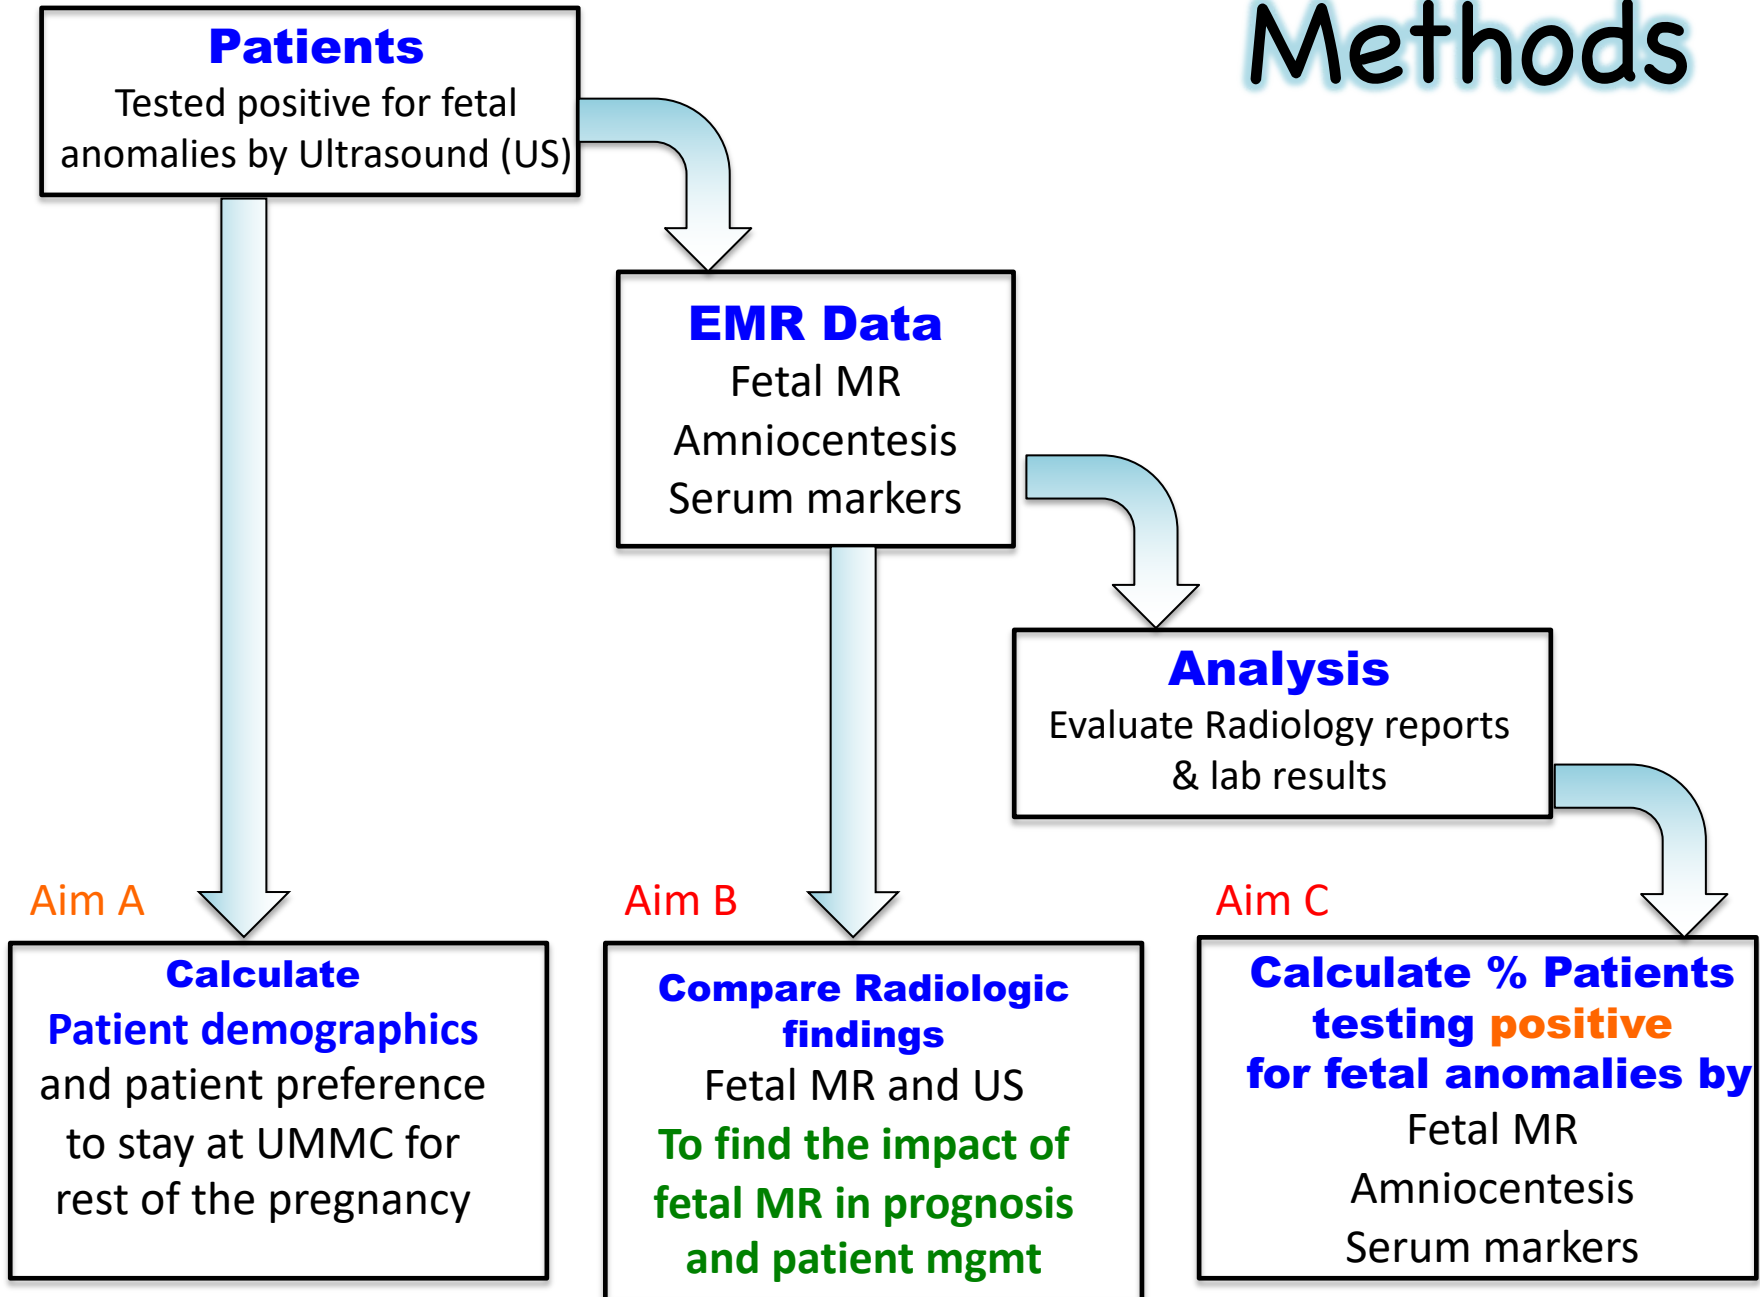 Methods
Patients
Tested positive for fetal
anomalies by Ultrasound (US)
EMR Data
Fetal MR
Amniocentesis
Serum markers
Analysis
Evaluate Radiology reports
& lab results
Aim A
Calculate
Patient demographics
and patient preference
to stay at UMMC for
rest of the pregnancy
Aim B
Compare Radiologic
findings
Fetal MR and US
To find the impact of
fetal MR in prognosis
and patient mgmt
Aim C
Calculate % Patients
testing positive
for fetal anomalies by
Fetal MR
Amniocentesis
Serum markers